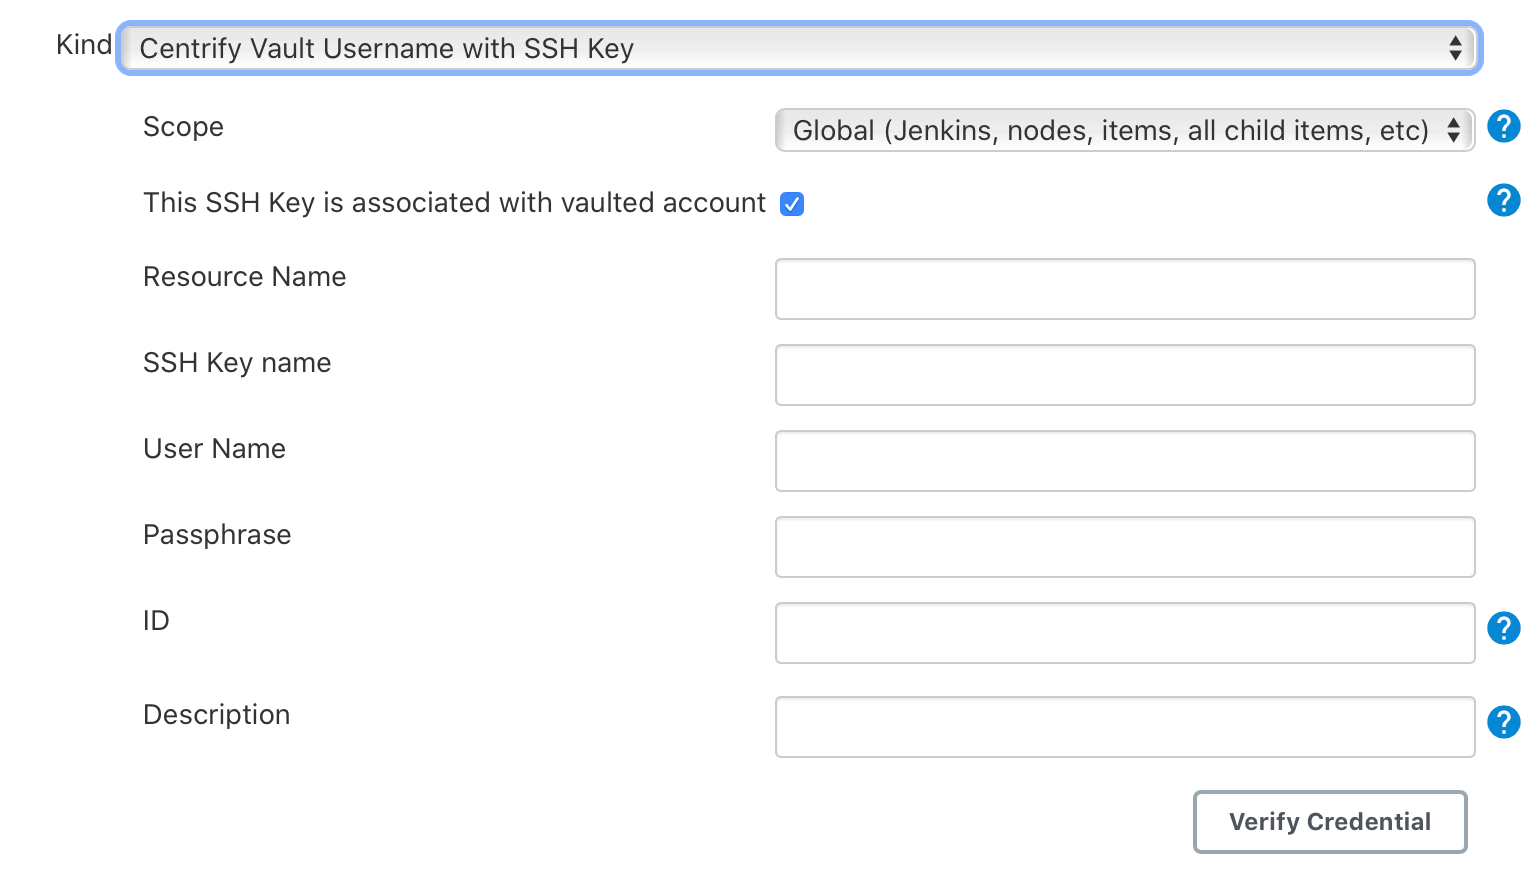 Kind Centrify Vault Username with SSH Key
Scope Global (Jenkins, nodes, items, all child items, etc) ?
This SSH Key is associated with vaulted account ?
Resource Name
SSH Key name
User Name
Passphrase
ID ?
Description ?
Verify Credential